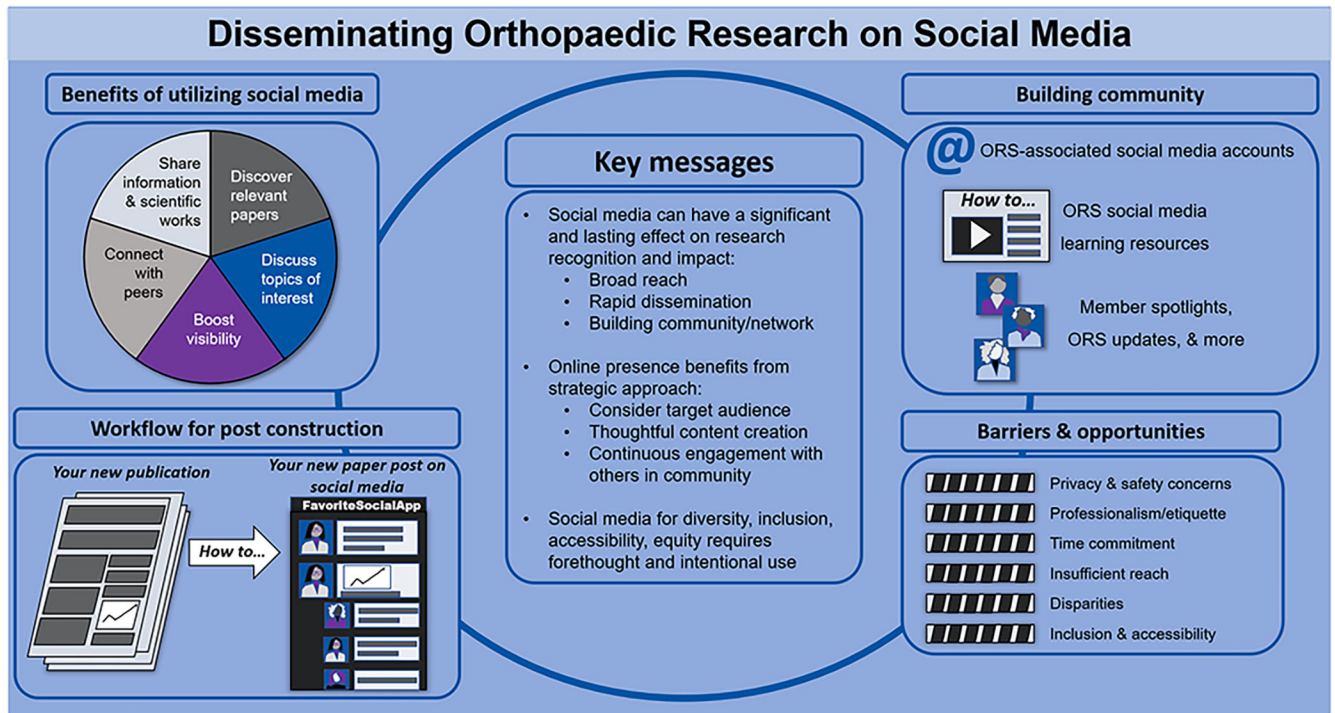 Disseminating Orthopaedic Research on Social Media
Benefits of utilizing social media
Share
information
& scientific
works
Discover
relevant
papers
Connect
with
peers
Discuss
topics of
interest
Boost
visibility
Workflow for post construction
Your new publication
How to...
Your new paper post on
social media
FavoriteSocialApp
Key messages
• Social media can have a significant
and lasting effect on research
recognition and impact:
• Broad reach
• Rapid dissemination
• Building community/network
• Online presence benefits from
strategic approach:
• Consider target audience
• Thoughtful content creation
• Continuous engagement with
others in community
• Social media for diversity, inclusion,
accessibility, equity requires
forethought and intentional use
Building community
@ ORS-associated social media accounts
How to...
ORS social media
learning resources
Member spotlights,
ORS updates, & more
Barriers & opportunities
Privacy & safety concerns
Professionalism/etiquette
Time commitment
Insufficient reach
Disparities
Inclusion & accessibility